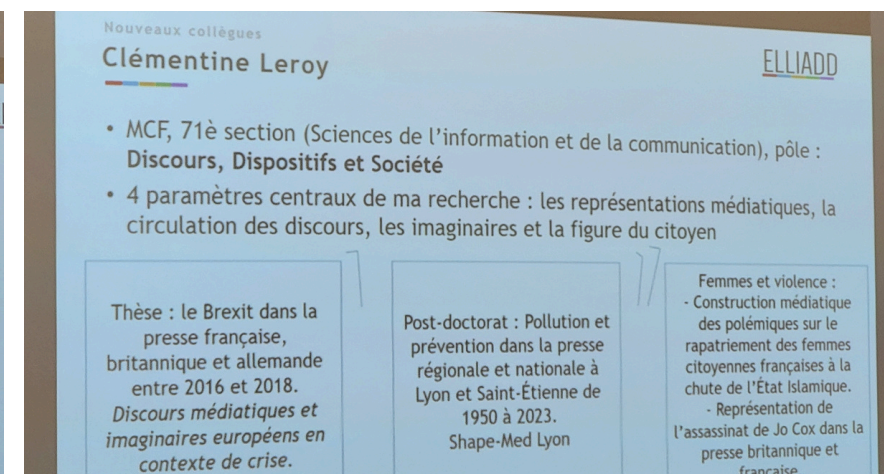 Nouveaux collègues
Clémentine Leroy
ELLIADD
• MCF, 71è section (Sciences de l'information et de la communication), pôle :
Discours, Dispositifs et Société
• 4 paramètres centraux de ma recherche : les représentations médiatiques, la
circulation des discours, les imaginaires et la figure du citoyen
Thèse : le Brexit dans la
presse française,
britannique et allemande
entre 2016 et 2018.
Discours médiatiques et
imaginaires européens en
contexte de crise.
Post-doctorat : Pollution et
prévention dans la presse
régionale et nationale à
Lyon et Saint-Étienne de
1950 à 2023.
Shape-Med Lyon
Femmes et violence :
- Construction médiatique
des polémiques sur le
rapatriement des femmes
citoyennes françaises à la
chute de l'État Islamique.
- Représentation de
l'assassinat de Jo Cox dans la
presse britannique et
française